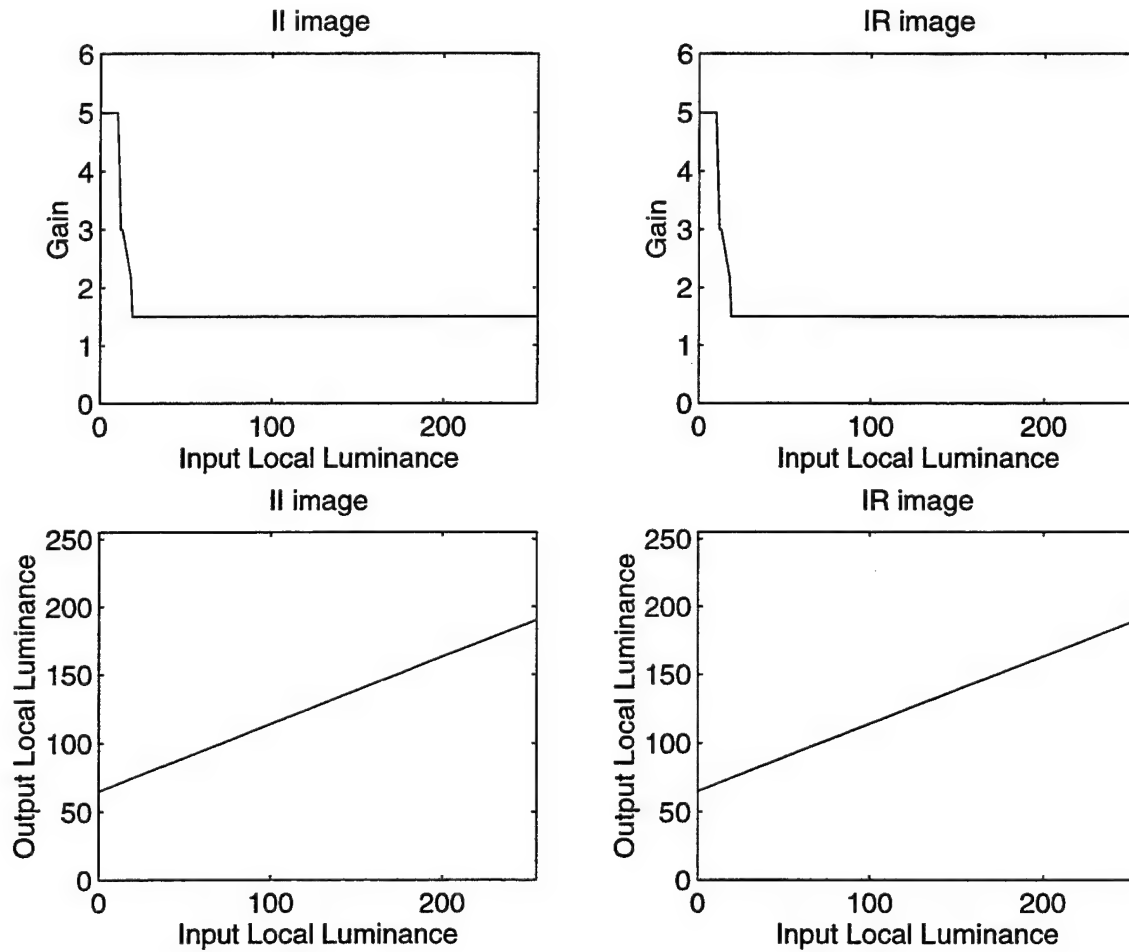 II image
6
5
4
3
2
1
0
Gain
0 100 200
Input Local Luminance
IR image
6
5
4
3
2
1
0
Gain
0 100 200
Input Local Luminance
II image
250
200
150
100
50
0
Output Local Luminance
0 100 200
Input Local Luminance
IR image
250
200
150
100
50
0
Output Local Luminance
0 100 200
Input Local Luminance